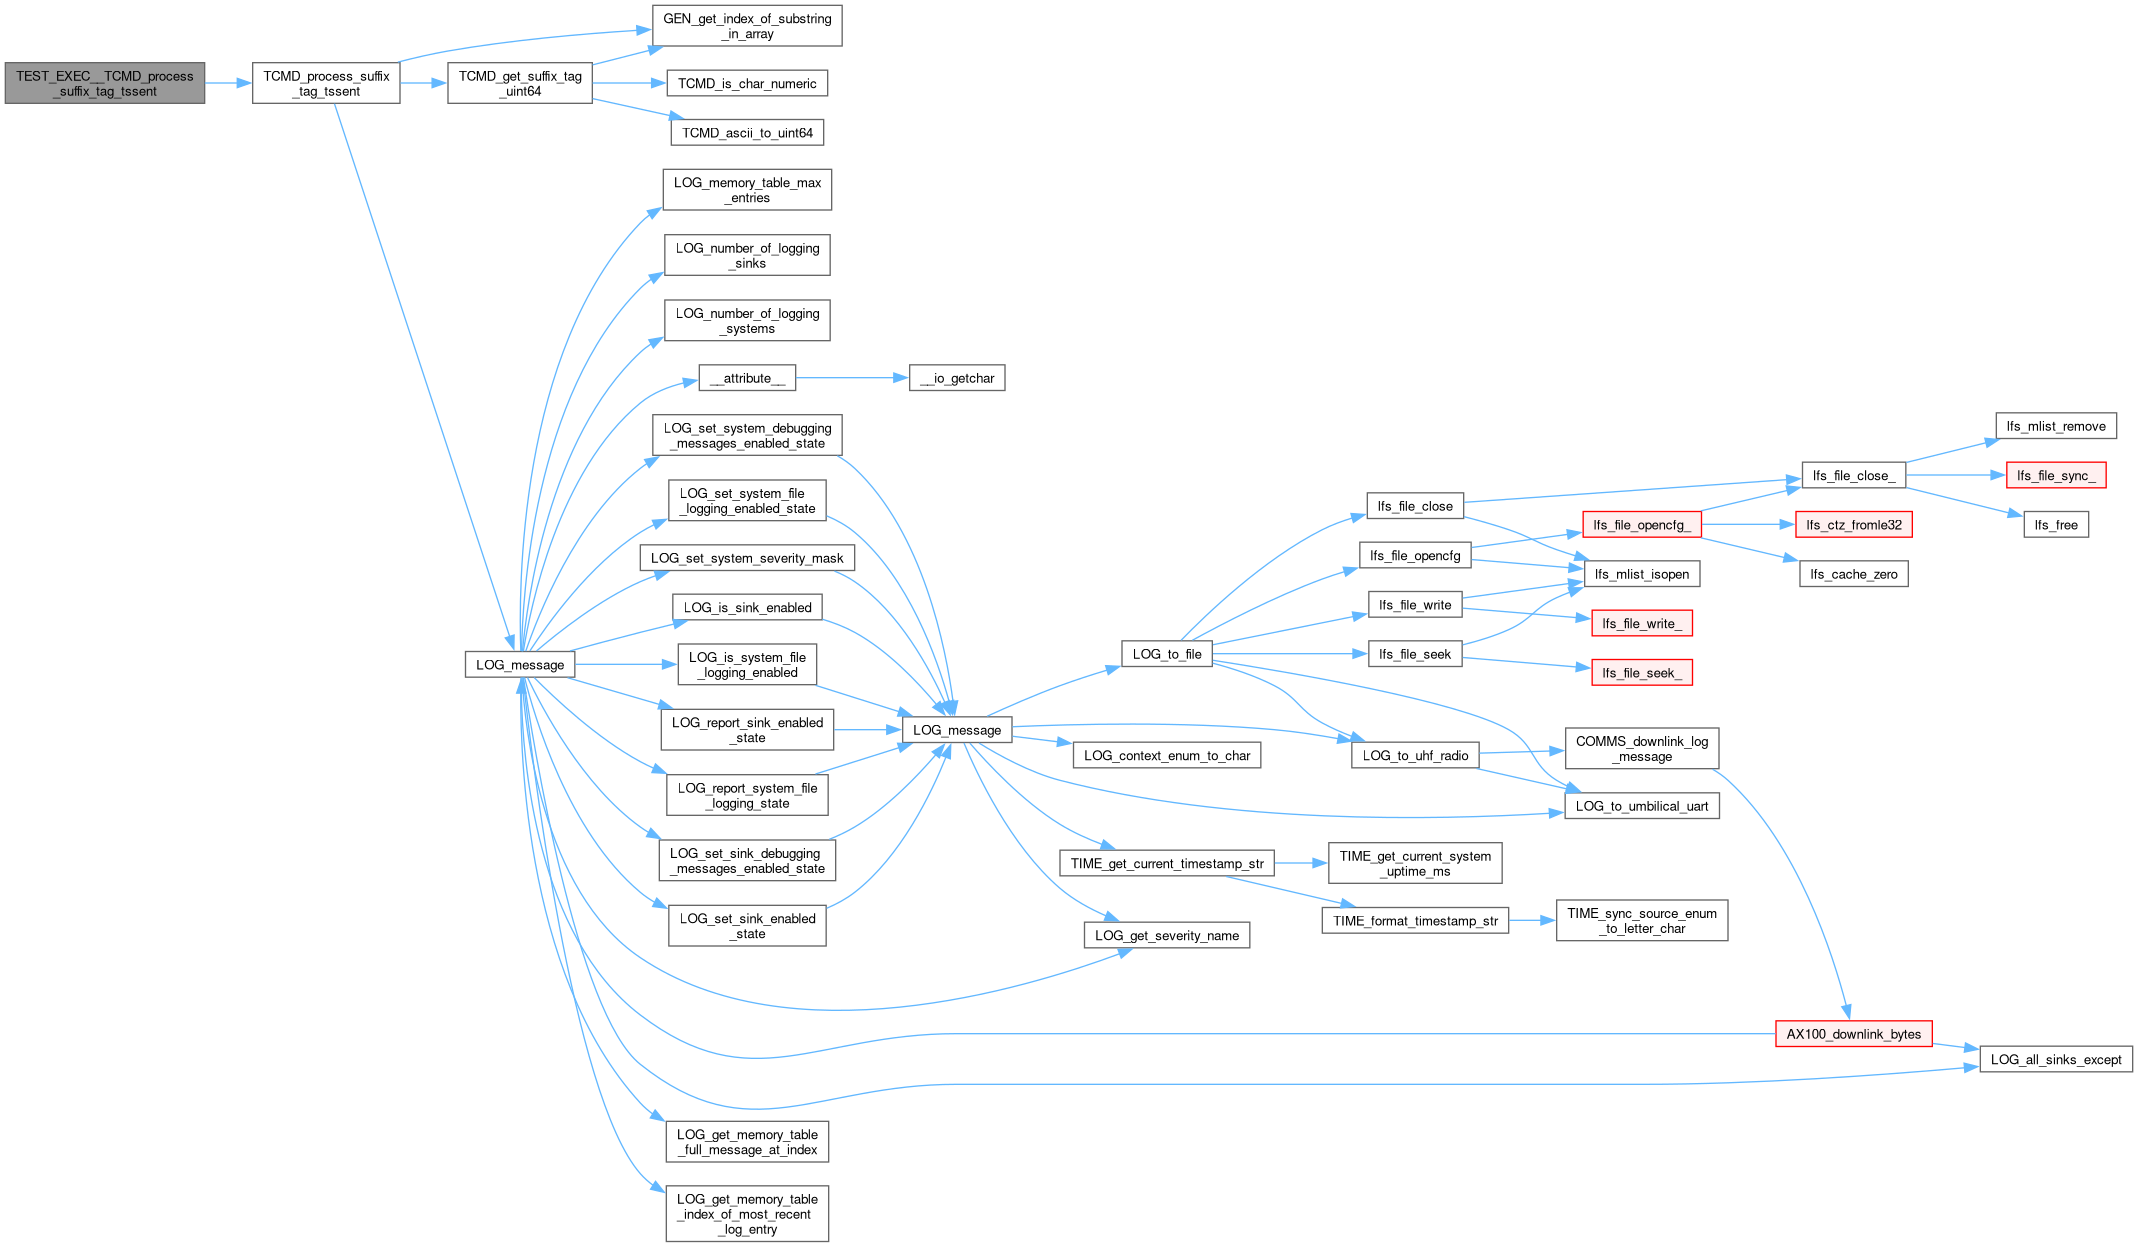 TEST_EXEC__TCMD_process
_suffix_tag_tssent
TCMD_process_suffix
_tag_tssent
GEN_get_index_of_substring
_in_array
TCMD_get_suffix_tag
_uint64
TCMD_is_char_numeric
TCMD_ascii_to_uint64
LOG_message
LOG_memory_table_max
_entries
LOG_number_of_logging
_sinks
LOG_number_of_logging
_systems
__attribute__
__io_getchar
LOG_set_system_debugging
_messages_enabled_state
LOG_set_system_file
_logging_enabled_state
LOG_set_system_severity_mask
LOG_is_sink_enabled
LOG_is_system_file
_logging_enabled
LOG_report_sink_enabled
_state
LOG_report_system_file
_logging_state
LOG_set_sink_debugging
_messages_enabled_state
LOG_set_sink_enabled
_state
LOG_get_memory_table
_full_message_at_index
LOG_get_memory_table
_index_of_most_recent
_log_entry
LOG_message
LOG_to_file
LOG_context_enum_to_char
TIME_get_current_timestamp_str
LOG_get_severity_name
lfs_file_close
lfs_file_opencfg
lfs_file_write
lfs_file_seek
LOG_to_uhf_radio
TIME_get_current_system
_uptime_ms
TIME_format_timestamp_str
lfs_file_opencfg_
lfs_mlist_isopen
lfs_file_write_
lfs_file_seek_
COMMS_downlink_log
_message
LOG_to_umbilical_uart
TIME_sync_source_enum
_to_letter_char
lfs_file_close_
lfs_ctz_fromle32
lfs_cache_zero
AX100_downlink_bytes
lfs_mlist_remove
lfs_file_sync_
lfs_free
LOG_all_sinks_except